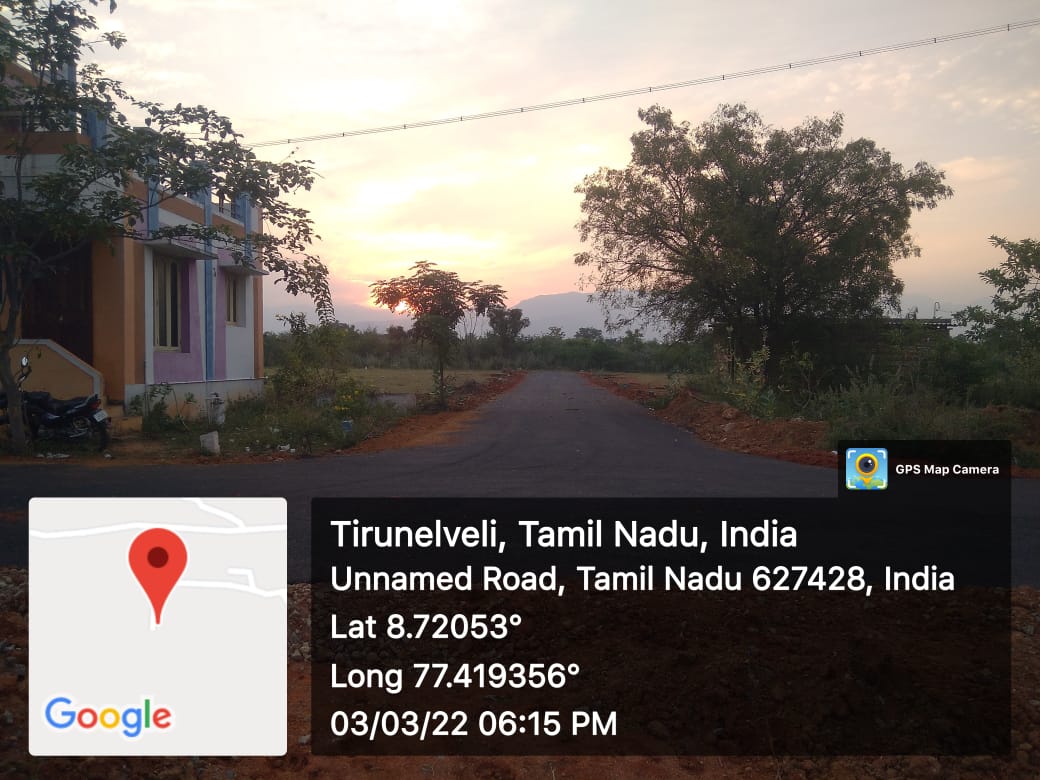 GPS Map Camera
Tirunelveli, Tamil Nadu, India
Unnamed Road, Tamil Nadu 627428, India
Lat 8.72053°
Long 77.419356°
03/03/22 06:15 PM
Google